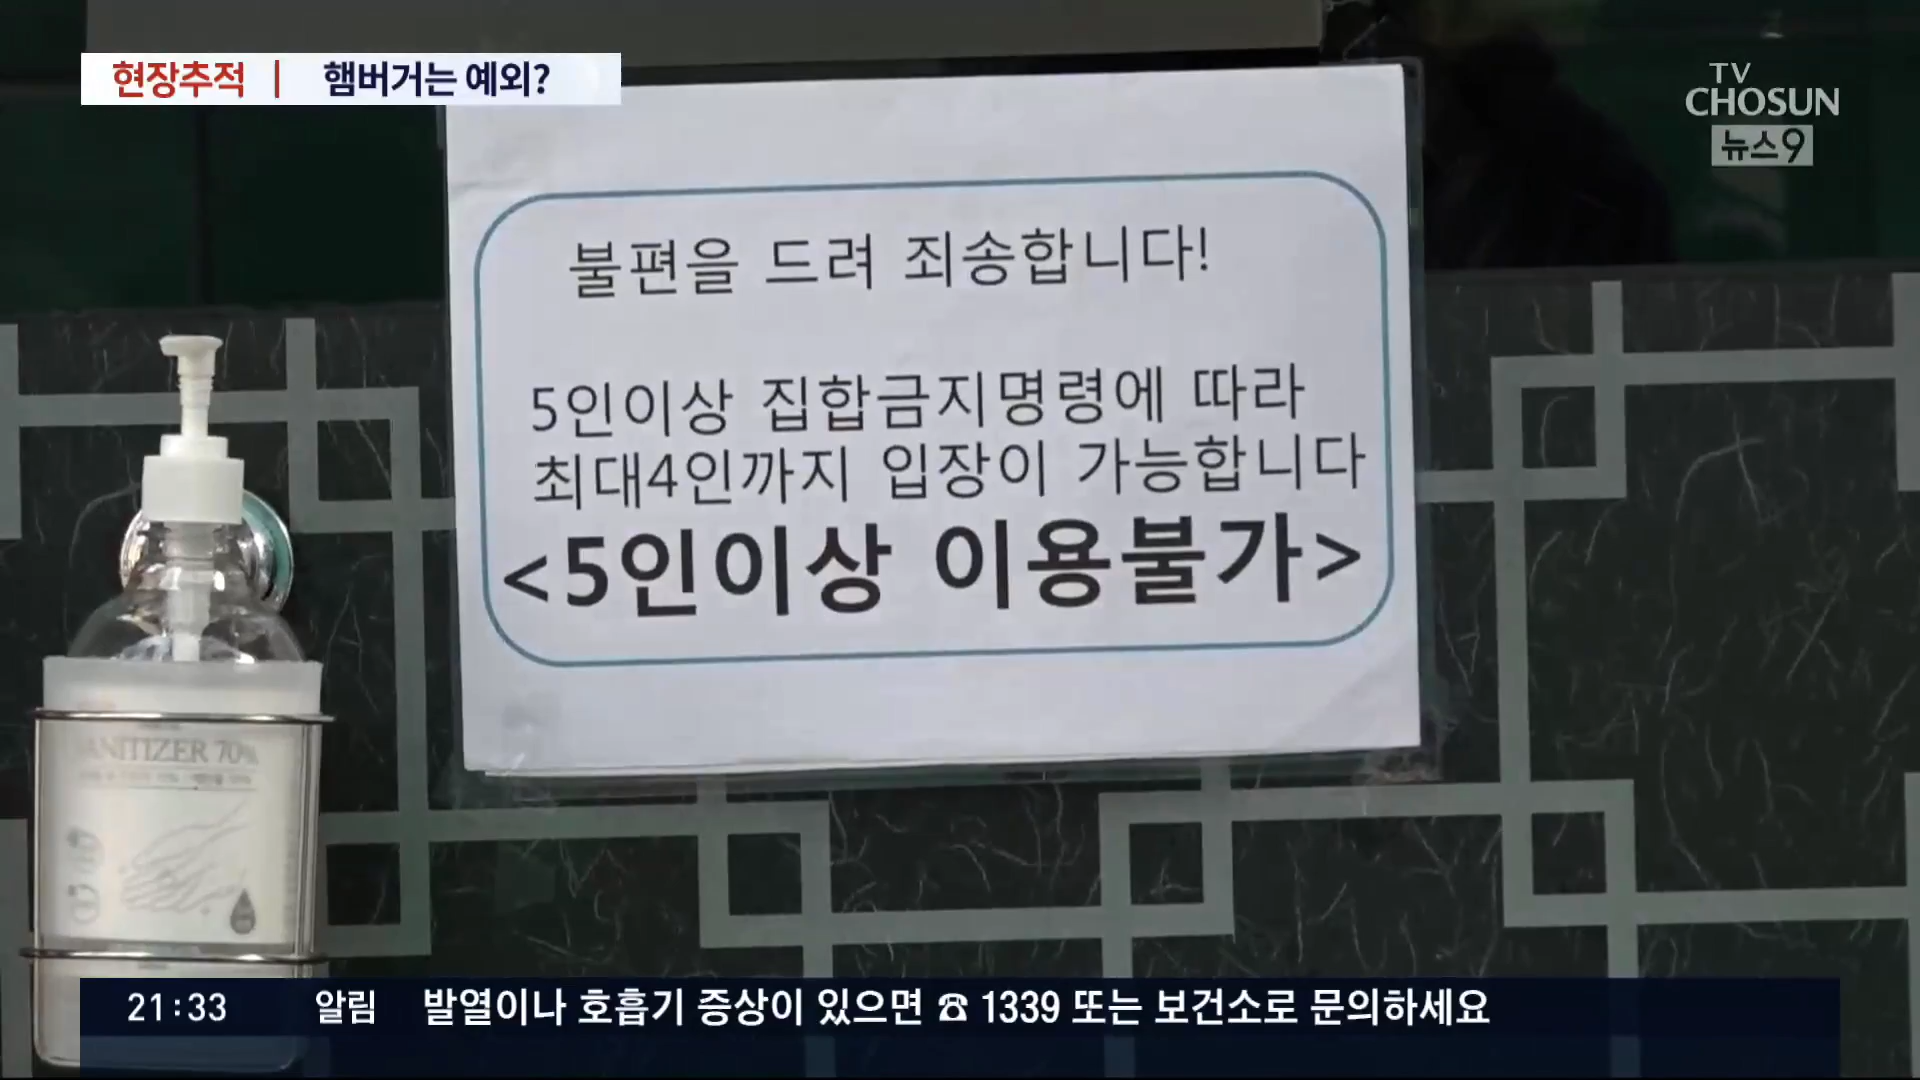 현장추적 | 햄버거는 예외?
TV
CHOSUN
뉴스9
불편을 드려 죄송합니다!
5인이상 집합금지명령에 따라
최대4인까지 입장이 가능합니다
<5인이상 이용불가>
SANITIZER 70%
21:33 알림 발열이나 호흡기 증상이 있으면 ☎ 1339 또는 보건소로 문의하세요